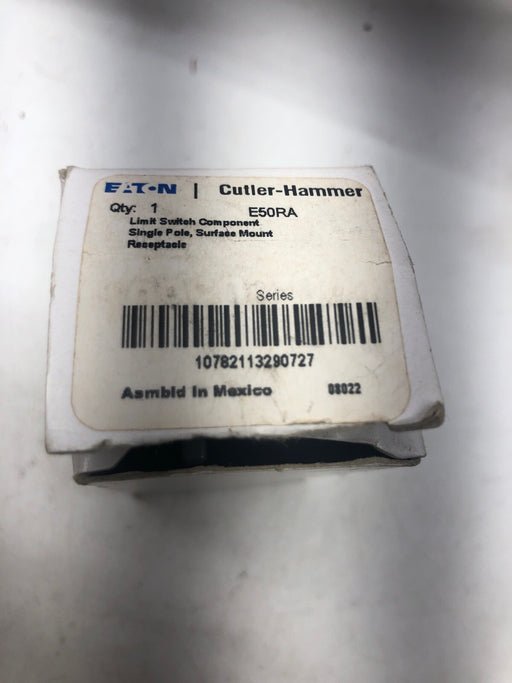 EATON | Cutler-Hammer
Qty: 1 E50RA
Limit Switch Component
Single Pole, Surface Mount
Receptacle
Series
10782113290727
Asmbld In Mexico 08022